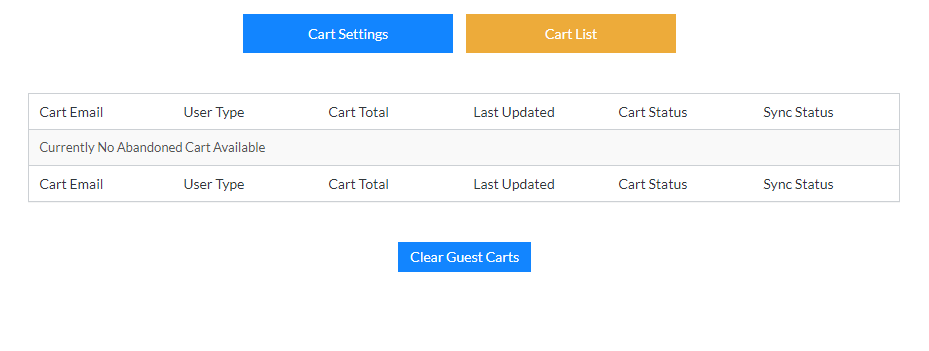 Cart Settings Cart List
Cart Email User Type Cart Total Last Updated Cart Status Sync Status
Currently No Abandoned Cart Available
Cart Email User Type Cart Total Last Updated Cart Status Sync Status
Clear Guest Carts